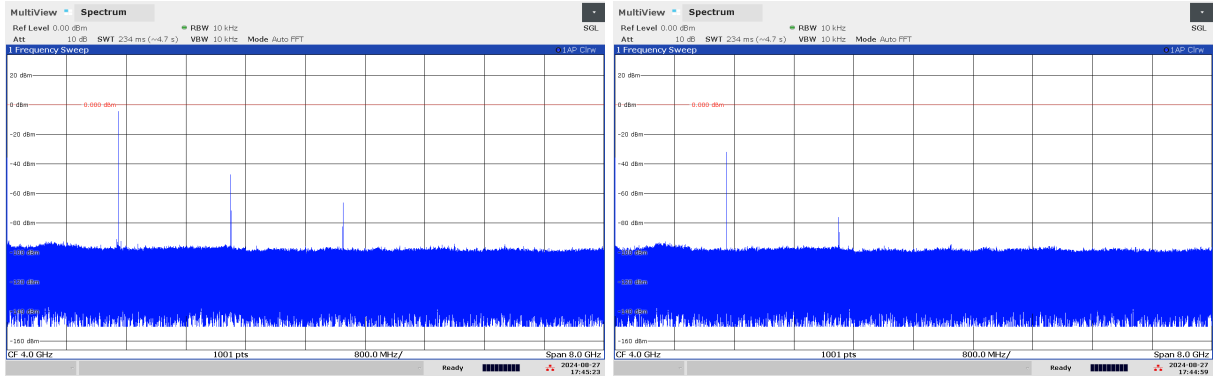 MultiView Spectrum
Ref Level 0.00 dBm RBW 10 kHz SGL
Att 10 dB SWT 234 ms (~4.7 s) VBW 10 kHz Mode Auto FFT
1 Frequency Sweep 1AP Clrw
20 dBm
0 dBm 0.000 dBm
-20 dBm
-40 dBm
-60 dBm
-80 dBm
-100 dBm
-120 dBm
-140 dBm
-160 dBm
CF 4.0 GHz 1001 pts 800.0 MHz/ Span 8.0 GHz
Ready 2024-08-27
17:45:23
MultiView Spectrum
Ref Level 0.00 dBm RBW 10 kHz SGL
Att 10 dB SWT 234 ms (~4.7 s) VBW 10 kHz Mode Auto FFT
1 Frequency Sweep 1AP Clrw
20 dBm
0 dBm 0.000 dBm
-20 dBm
-40 dBm
-60 dBm
-80 dBm
-100 dBm
-120 dBm
-140 dBm
-160 dBm
CF 4.0 GHz 1001 pts 800.0 MHz/ Span 8.0 GHz
Ready 2024-08-27
17:44:59